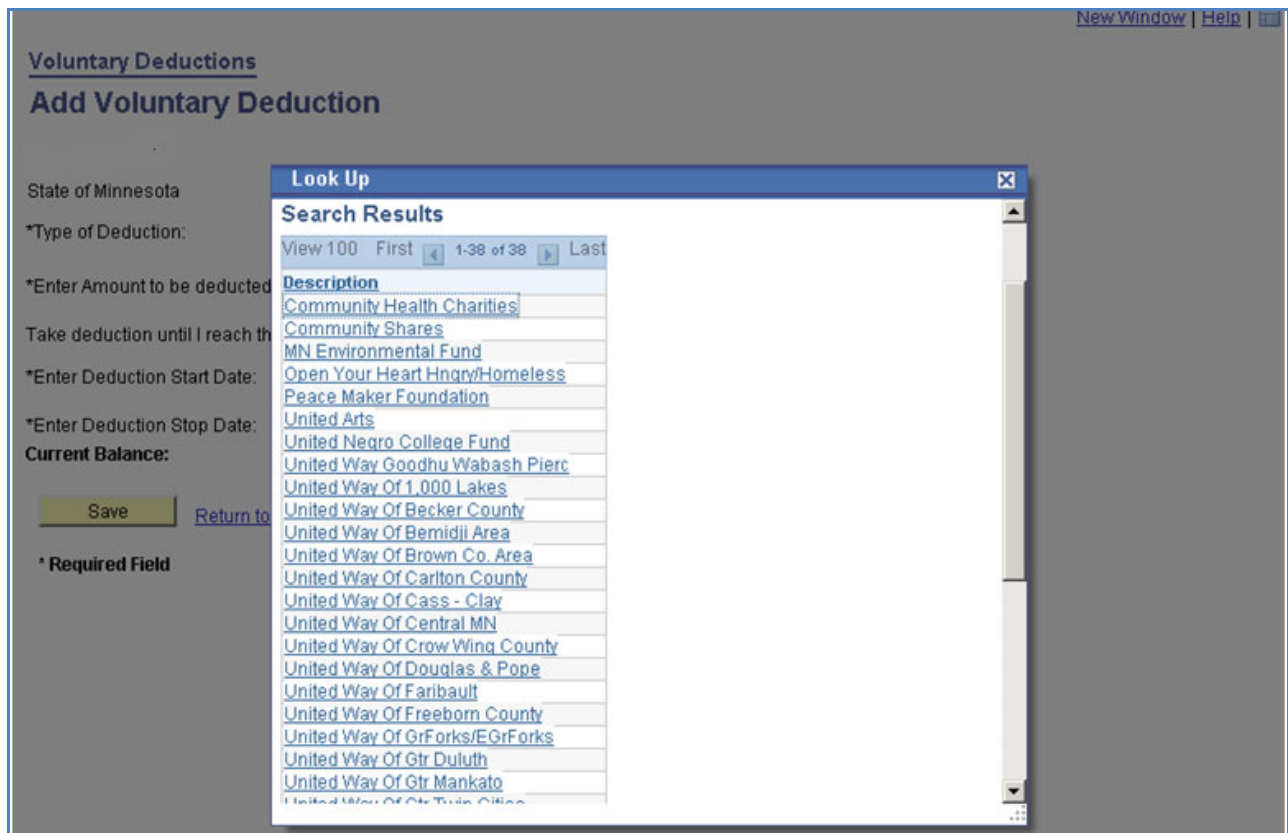 New Window | Help |
Voluntary Deductions
Add Voluntary Deduction
State of Minnesota
*Type of Deduction:
*Enter Amount to be deducted
Take deduction until I reach th
*Enter Deduction Start Date:
*Enter Deduction Stop Date:
Current Balance:
Save Return to
* Required Field
Look Up
Search Results
View 100 First 1-38 of 38 Last
Description
Community Health Charities
Community Shares
MN Environmental Fund
Open Your Heart Hngry/Homeless
Peace Maker Foundation
United Arts
United Negro College Fund
United Way Goodhu Wabash Pierc
United Way Of 1,000 Lakes
United Way Of Becker County
United Way Of Bemidji Area
United Way Of Brown Co. Area
United Way Of Carlton County
United Way Of Cass - Clay
United Way Of Central MN
United Way Of Crow Wing County
United Way Of Douglas & Pope
United Way Of Faribault
United Way Of Freeborn County
United Way Of GrForks/EGrForks
United Way Of Gtr Duluth
United Way Of Gtr Mankato
United Way Of Gtr Twin Cities